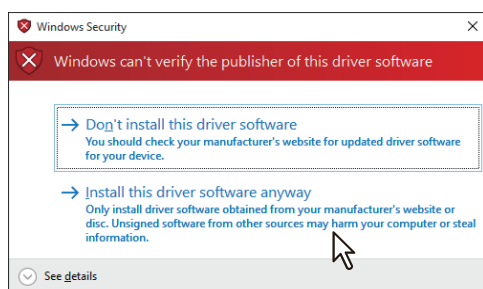 Windows Security
Windows can't verify the publisher of this driver software
Don't install this driver software
You should check your manufacturer's website for updated driver software
for your device.
Install this driver software anyway
Only install driver software obtained from your manufacturer's website or
disc. Unsigned software from other sources may harm your computer or steal
information.
See details